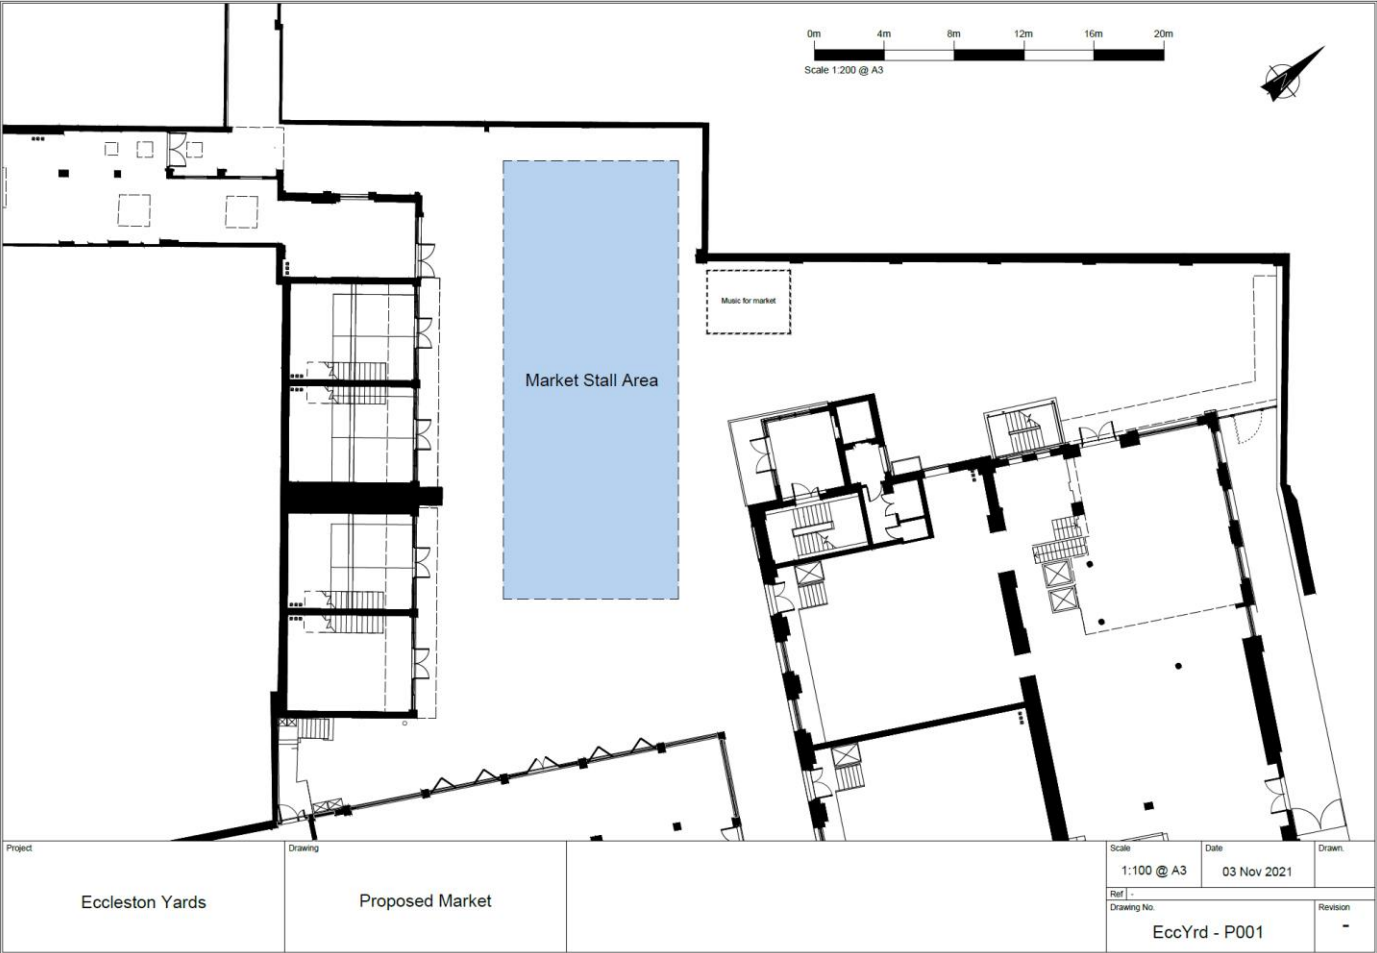 0m 4m 8m 12m 16m 20m
Scale 1:200 @ A3
Music for market
Market Stall Area
Project
Eccleston Yards
Drawing
Proposed Market
Scale
1:100 @ A3
Date
03 Nov 2021
Drawn.
Ref -
Drawing No.
EccYrd - P001
Revision
-